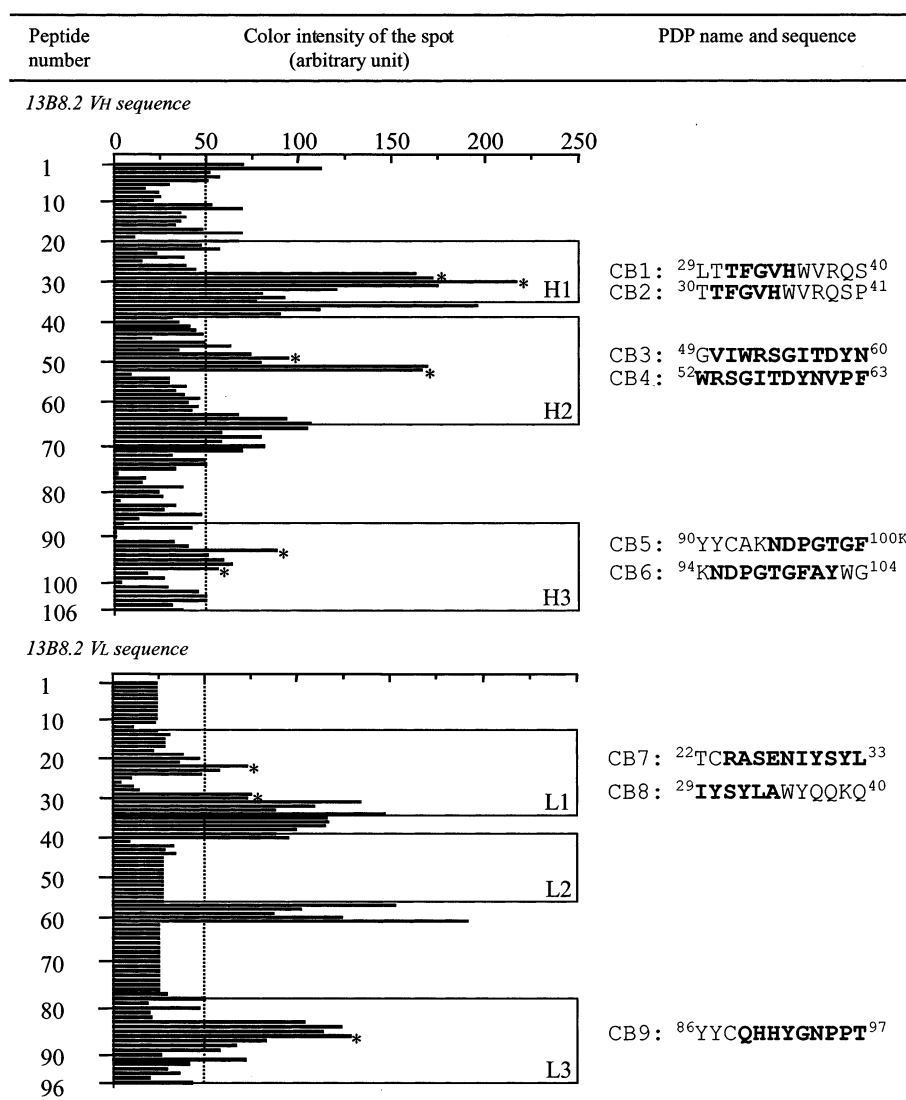 Peptide number
Color intensity of the spot (arbitrary unit)
PDP name and sequence
13B8.2 VH sequence
0 50 100 150 200 250
1
10
20
30
40
50
60
70
80
90
100
106
*
*
H1
*
*
H2
*
*
H3
CB1: ²⁹LTTFGVHWVRQS⁴⁰
CB2: ³⁰TTFGVHWVRQSP⁴¹
CB3: ⁴⁹GVIWRSGITDYN⁶⁰
CB4: ⁵²WRSGITDYNVPF⁶³
CB5: ⁹⁰YYCAKNDPGTGF¹⁰⁰ᴷ
CB6: ⁹⁴KNDPGTGFAYWG¹⁰⁴
13B8.2 VL sequence
1
10
20
30
40
50
60
70
80
90
96
*
*
L1
L2
*
L3
CB7: ²²TCRASENIYSYL³³
CB8: ²⁹IYSYLAWYQQKQ⁴⁰
CB9: ⁸⁶YYCQHHYGNPPT⁹⁷